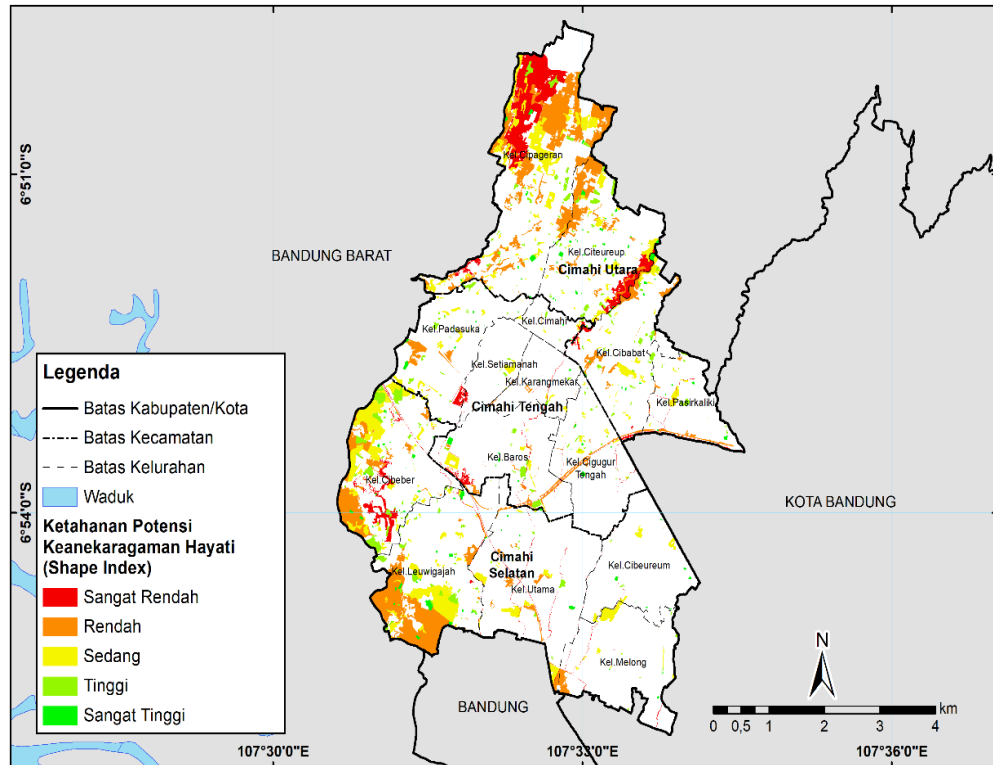 6°51'0"S
6°54'0"S
BANDUNG BARAT
Kel.Cipageran
Kel.Citeureup
Cimahi Utara
Kel.Cimahi
Kel.Padasuka
Kel.Cibabat
Kel.Setiamanah
Kel.Karangmekar
Kel.Pasirkaliki
Cimahi Tengah
Kel.Baros
Kel.Cigugur
Tengah
Kel.Cibeber
KOTA BANDUNG
Cimahi
Selatan
Kel.Cibeureum
Kel.Leuwigajah
Kel.Utama
Kel.Melong
BANDUNG
Legenda
Batas Kabupaten/Kota
Batas Kecamatan
Batas Kelurahan
Waduk
Ketahanan Potensi
Keanekaragaman Hayati
(Shape Index)
Sangat Rendah
Rendah
Sedang
Tinggi
Sangat Tinggi
N
km
0 0,5 1 2 3 4
107°30'0"E
107°33'0"E
107°36'0"E